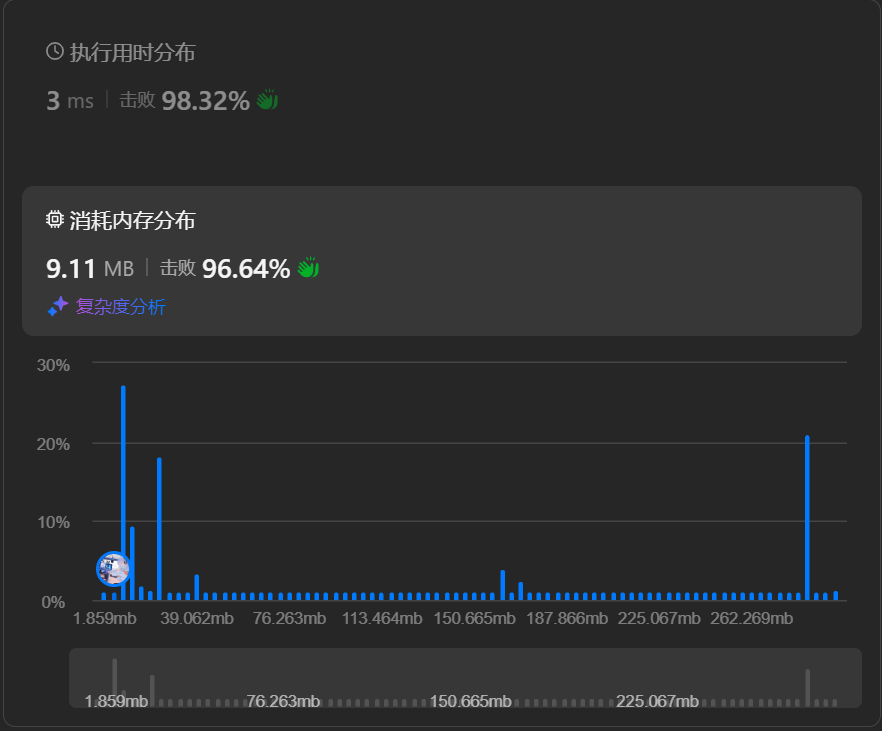 执行用时分布
3 ms | 击败 98.32%
消耗内存分布
9.11 MB | 击败 96.64%
复杂度分析
30%
20%
10%
0%
1.859mb 39.062mb 76.263mb 113.464mb 150.665mb 187.866mb 225.067mb 262.269mb
1.859mb 76.263mb 150.665mb 225.067mb